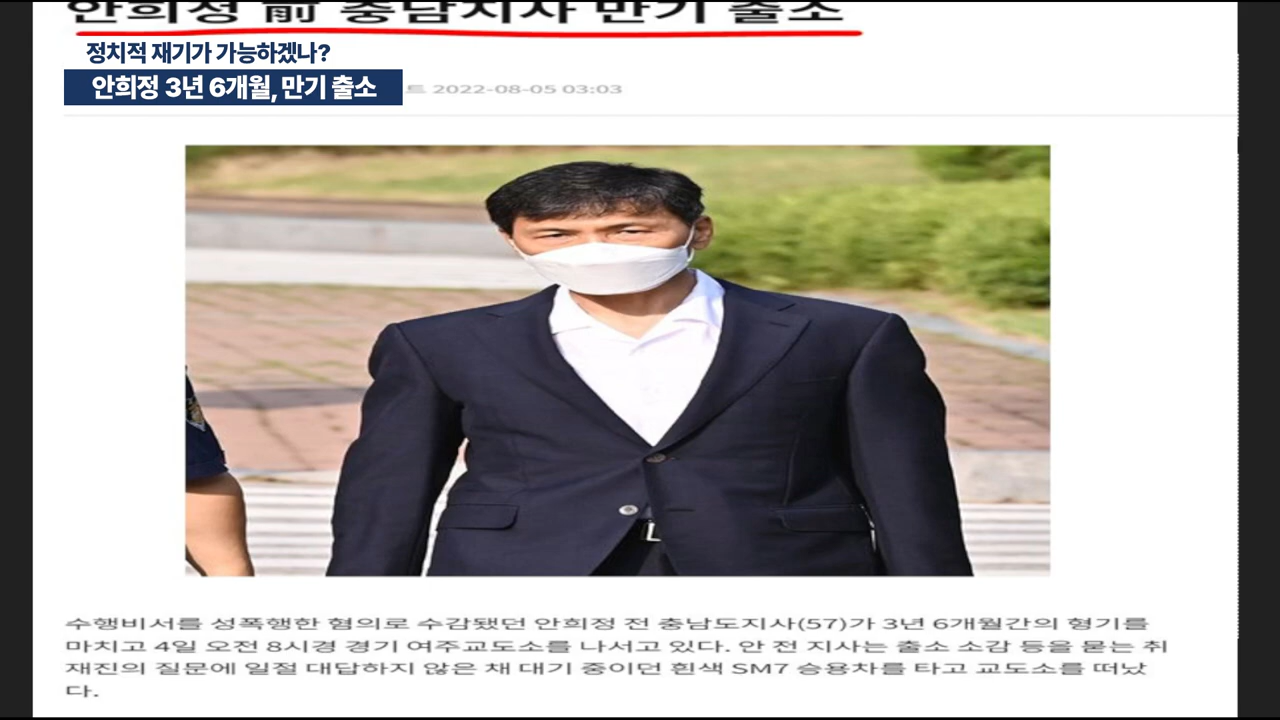 안희정 前 충남지사 만기 출소
정치적 재기가 가능하겠나?
안희정 3년 6개월, 만기 출소
트 2022-08-05 03:03
수행비서를 성폭행한 혐의로 수감됐던 안희정 전 충남도지사(57)가 3년 6개월간의 형기를
마치고 4일 오전 8시경 경기 여주교도소를 나서고 있다. 안 전 지사는 출소 소감 등을 묻는 취
재진의 질문에 일절 대답하지 않은 채 대기 중이던 흰색 SM7 승용차를 타고 교도소를 떠났
다.